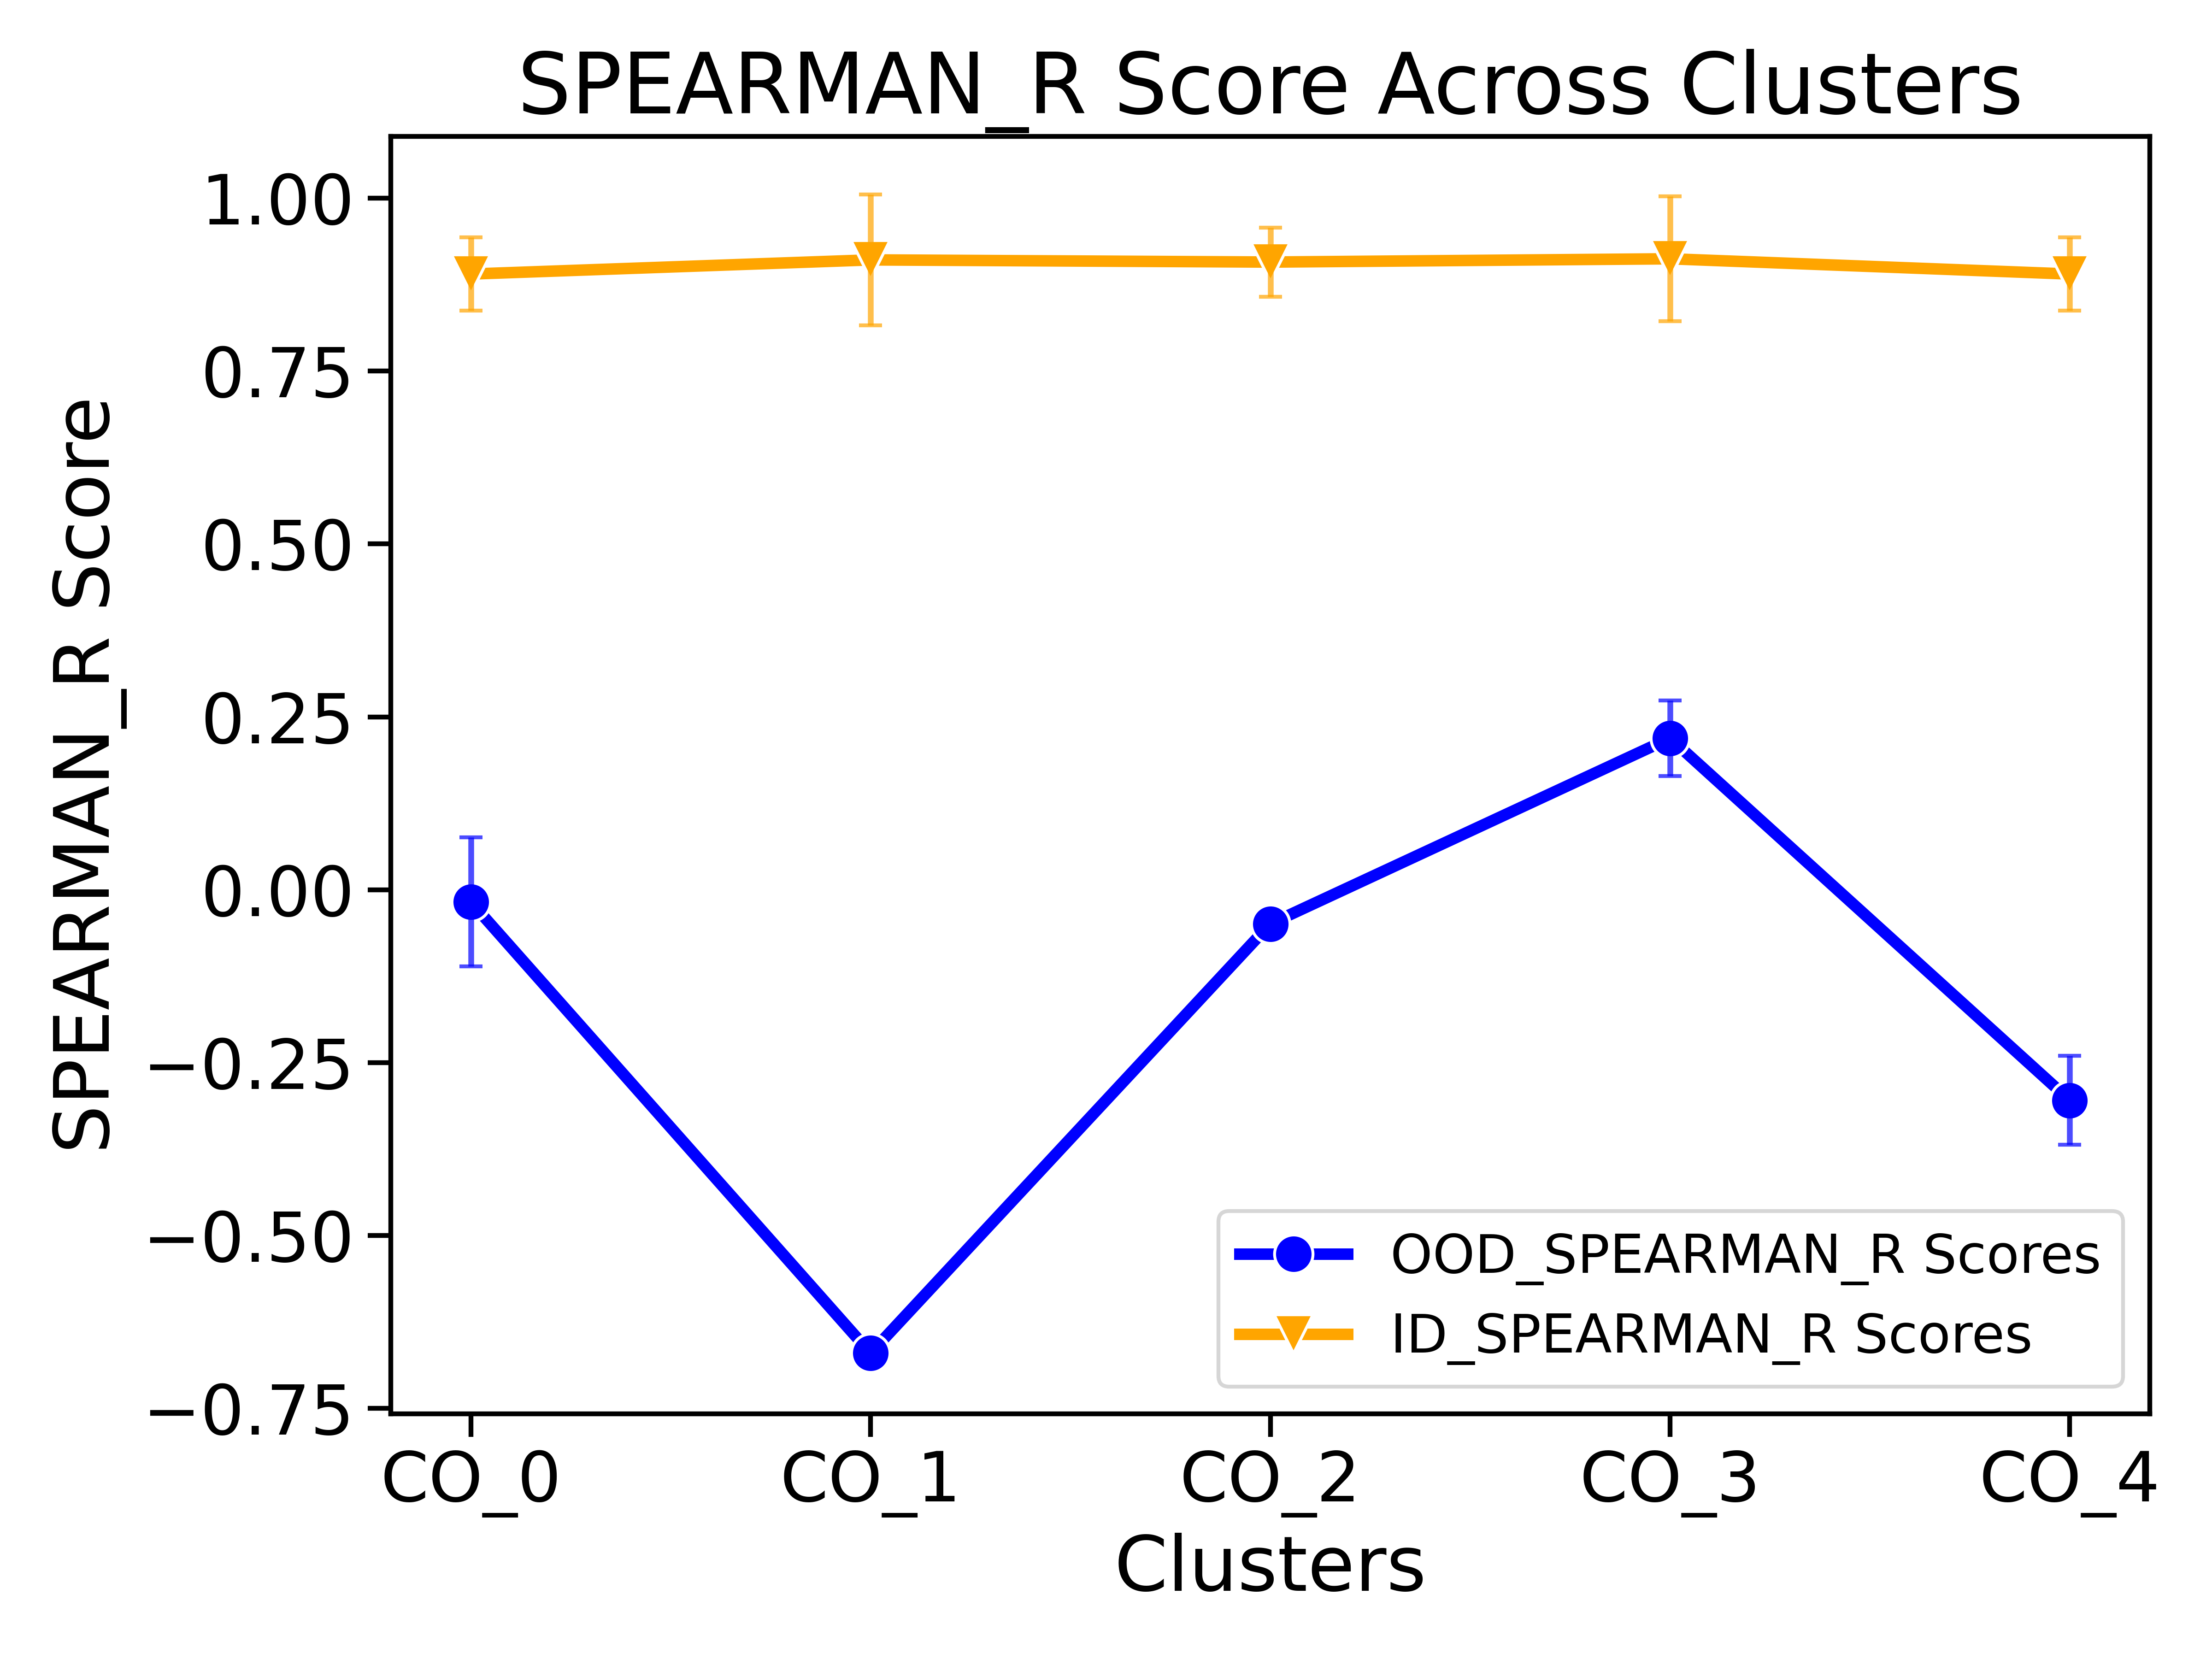 SPEARMAN_R Score Across Clusters
SPEARMAN_R Score
1.00
0.75
0.50
0.25
0.00
−0.25
−0.50
−0.75
OOD_SPEARMAN_R Scores
ID_SPEARMAN_R Scores
CO_0 CO_1 CO_2 CO_3 CO_4
Clusters